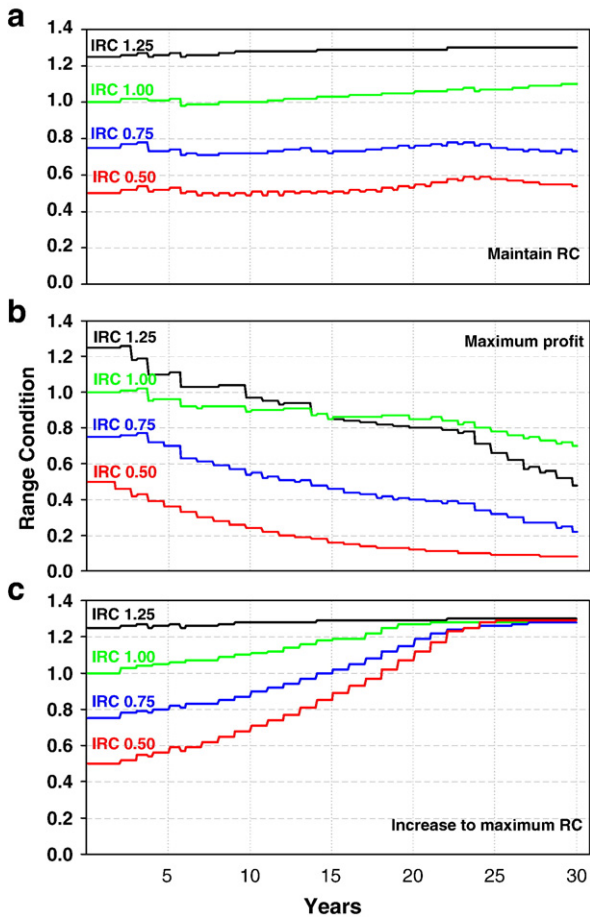 a
1.4
1.2
1.0
0.8
0.6
0.4
0.2
0.0
IRC 1.25
IRC 1.00
IRC 0.75
IRC 0.50
Maintain RC
b
1.4
1.2
1.0
0.8
0.6
0.4
0.2
0.0
IRC 1.25
Maximum profit
IRC 1.00
IRC 0.75
IRC 0.50
Range Condition
c
1.4
1.2
1.0
0.8
0.6
0.4
0.2
0.0
IRC 1.25
IRC 1.00
IRC 0.75
IRC 0.50
Increase to maximum RC
5 10 15 20 25 30
Years